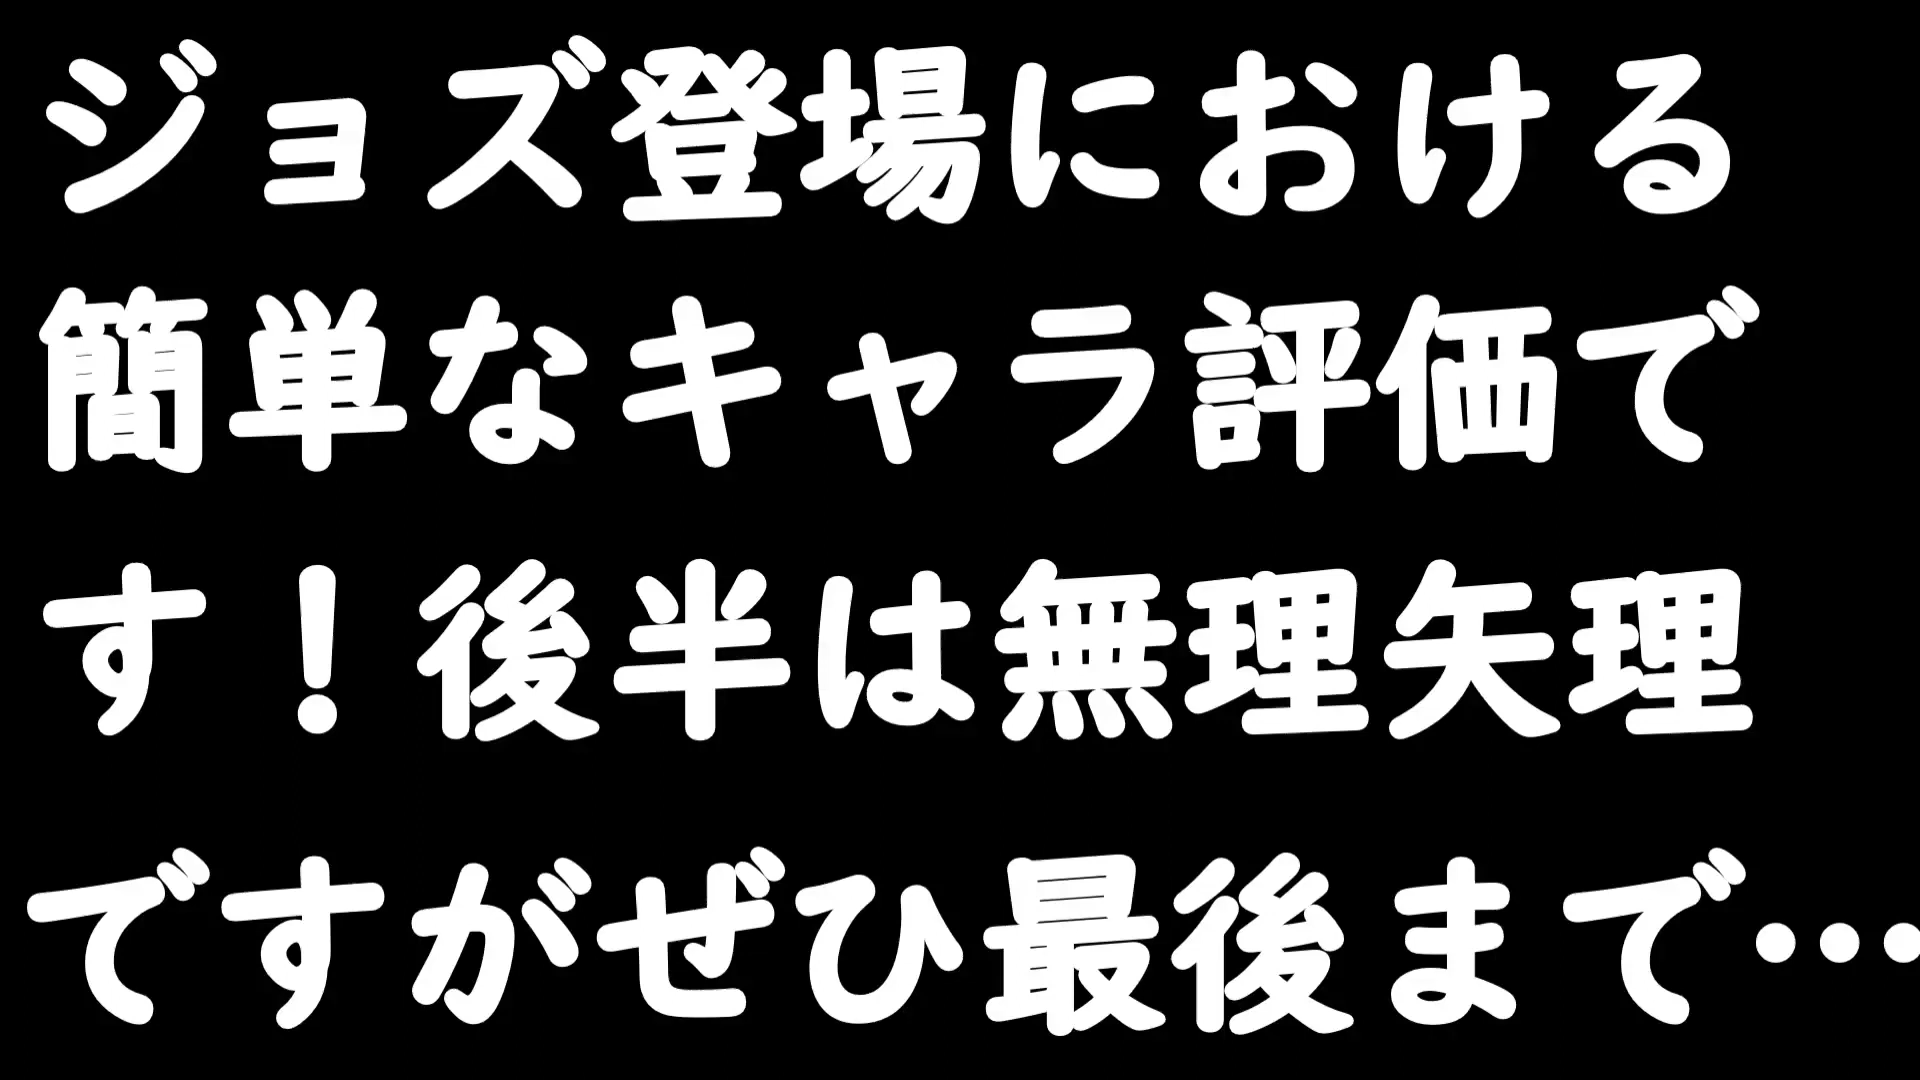 ジョズ登場における
簡単なキャラ評価で
す！後半は無理矢理
ですがぜひ最後まで…